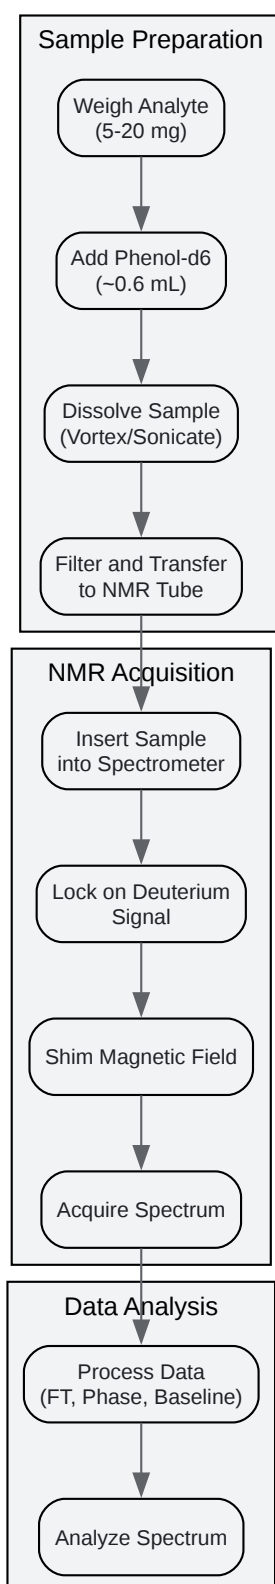 Sample Preparation
Weigh Analyte
(5-20 mg)
Add Phenol-d6
(~0.6 mL)
Dissolve Sample
(Vortex/Sonicate)
Filter and Transfer
to NMR Tube
NMR Acquisition
Insert Sample
into Spectrometer
Lock on Deuterium
Signal
Shim Magnetic Field
Acquire Spectrum
Data Analysis
Process Data
(FT, Phase, Baseline)
Analyze Spectrum